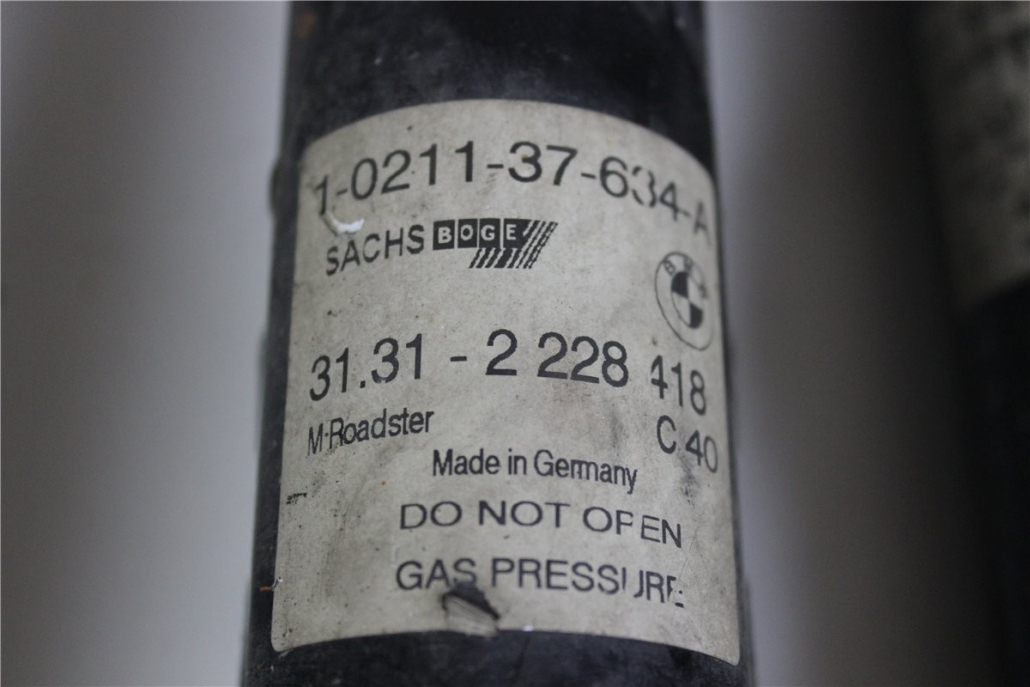 1-0211-37-634-A
SACHS BOGE
BMW
31.31 - 2 228 418
M-Roadster
C 40
Made in Germany
DO NOT OPEN
GAS PRESSURE